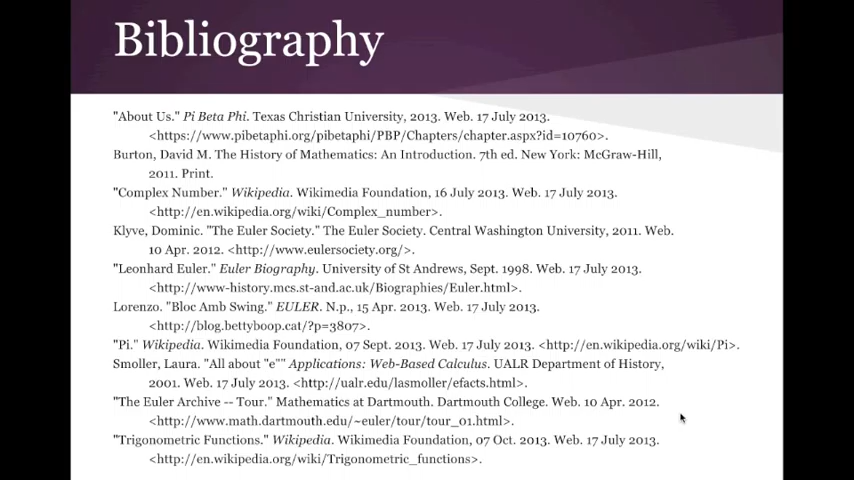 Bibliography
"About Us." Pi Beta Phi. Texas Christian University, 2013. Web. 17 July 2013.
<https://www.pibetaphi.org/pibetaphi/PBP/Chapters/chapter.aspx?id=10760>.
Burton, David M. The History of Mathematics: An Introduction. 7th ed. New York: McGraw-Hill,
2011. Print.
"Complex Number." Wikipedia. Wikimedia Foundation, 16 July 2013. Web. 17 July 2013.
<http://en.wikipedia.org/wiki/Complex_number>.
Klyve, Dominic. "The Euler Society." The Euler Society. Central Washington University, 2011. Web.
10 Apr. 2012. <http://www.eulersociety.org/>.
"Leonhard Euler." Euler Biography. University of St Andrews, Sept. 1998. Web. 17 July 2013.
<http://www-history.mcs.st-and.ac.uk/Biographies/Euler.html>.
Lorenzo. "Bloc Amb Swing." EULER. N.p., 15 Apr. 2013. Web. 17 July 2013.
<http://blog.bettyboop.cat/?p=3807>.
"Pi." Wikipedia. Wikimedia Foundation, 07 Sept. 2013. Web. 17 July 2013. <http://en.wikipedia.org/wiki/Pi>.
Smoller, Laura. "All about "e"" Applications: Web-Based Calculus. UALR Department of History,
2001. Web. 17 July 2013. <http://ualr.edu/lasmoller/efacts.html>.
"The Euler Archive -- Tour." Mathematics at Dartmouth. Dartmouth College. Web. 10 Apr. 2012.
<http://www.math.dartmouth.edu/~euler/tour/tour_01.html>.
"Trigonometric Functions." Wikipedia. Wikimedia Foundation, 07 Oct. 2013. Web. 17 July 2013.
<http://en.wikipedia.org/wiki/Trigonometric_functions>.